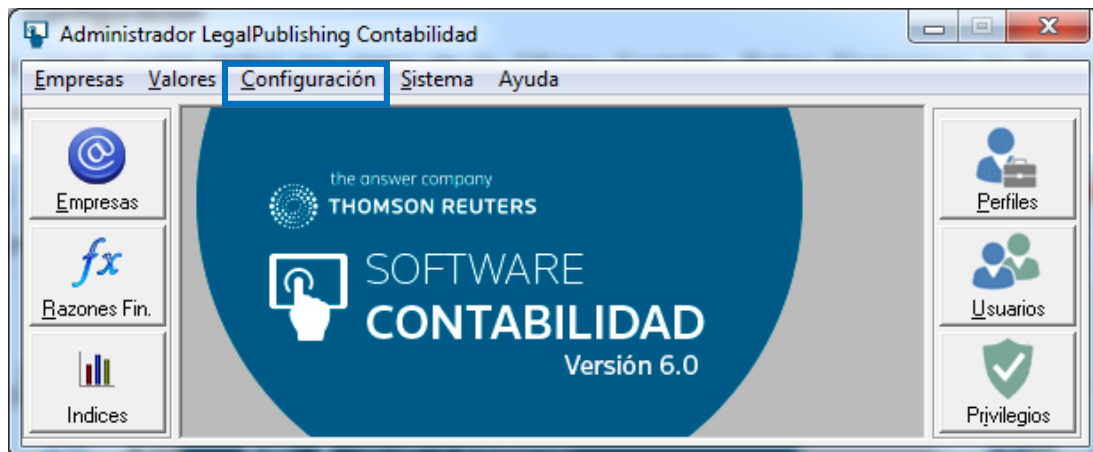 Administrador LegalPublishing Contabilidad
Empresas Valores Configuración Sistema Ayuda
Empresas
Razones Fin.
Indices
the answer company
THOMSON REUTERS
SOFTWARE
CONTABILIDAD
Versión 6.0
Perfiles
Usuarios
Privilegios